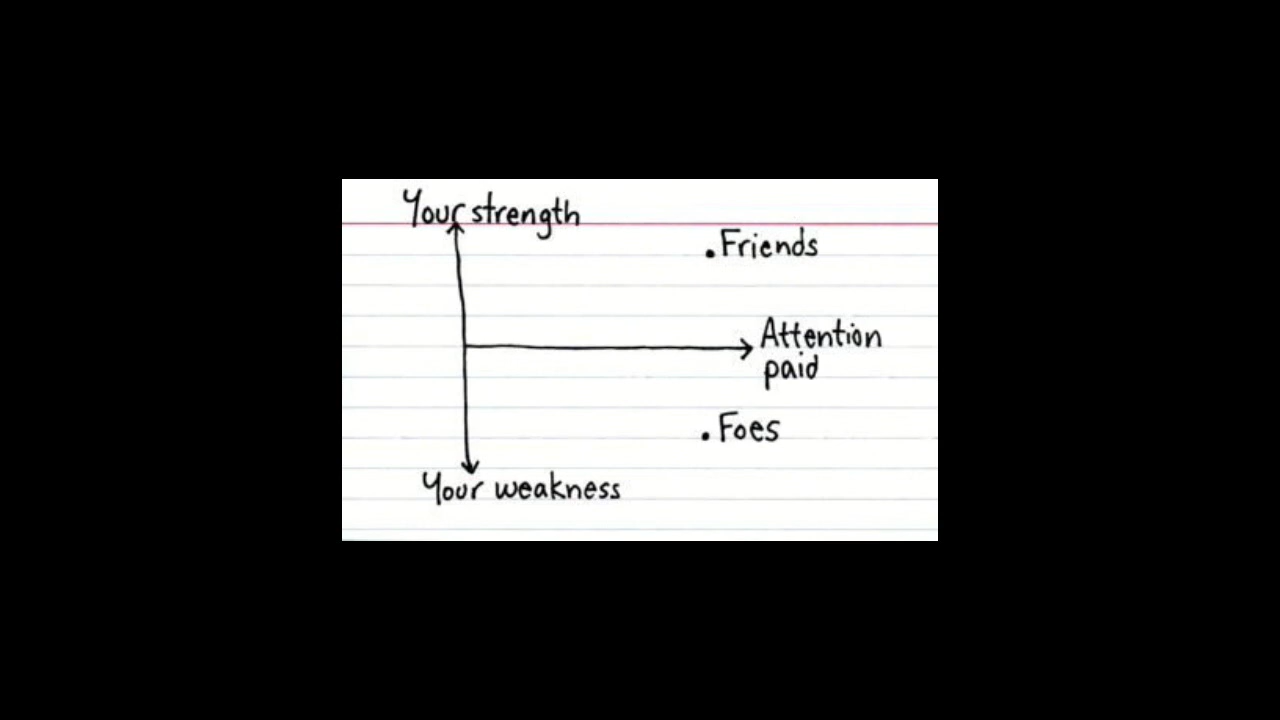 Your strength
Friends
Attention
paid
Foes
Your weakness